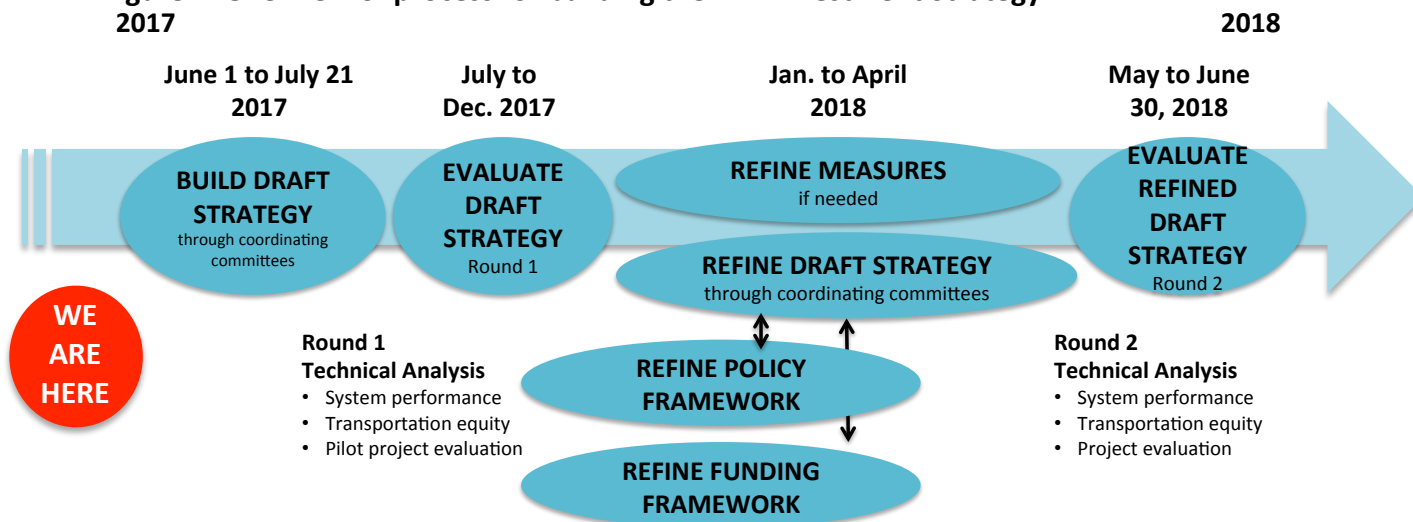 2017
2018
June 1 to July 21
2017
July to
Dec. 2017
Jan. to April
2018
May to June
30, 2018
BUILD DRAFT
STRATEGY
through coordinating
committees
EVALUATE
DRAFT
STRATEGY
Round 1
REFINE MEASURES
if needed
REFINE DRAFT STRATEGY
through coordinating committees
EVALUATE
REFINED
DRAFT
STRATEGY
Round 2
WE
ARE
HERE
Round 1
Technical Analysis
• System performance
• Transportation equity
• Pilot project evaluation
REFINE POLICY
FRAMEWORK
REFINE FUNDING
FRAMEWORK
Round 2
Technical Analysis
• System performance
• Transportation equity
• Project evaluation